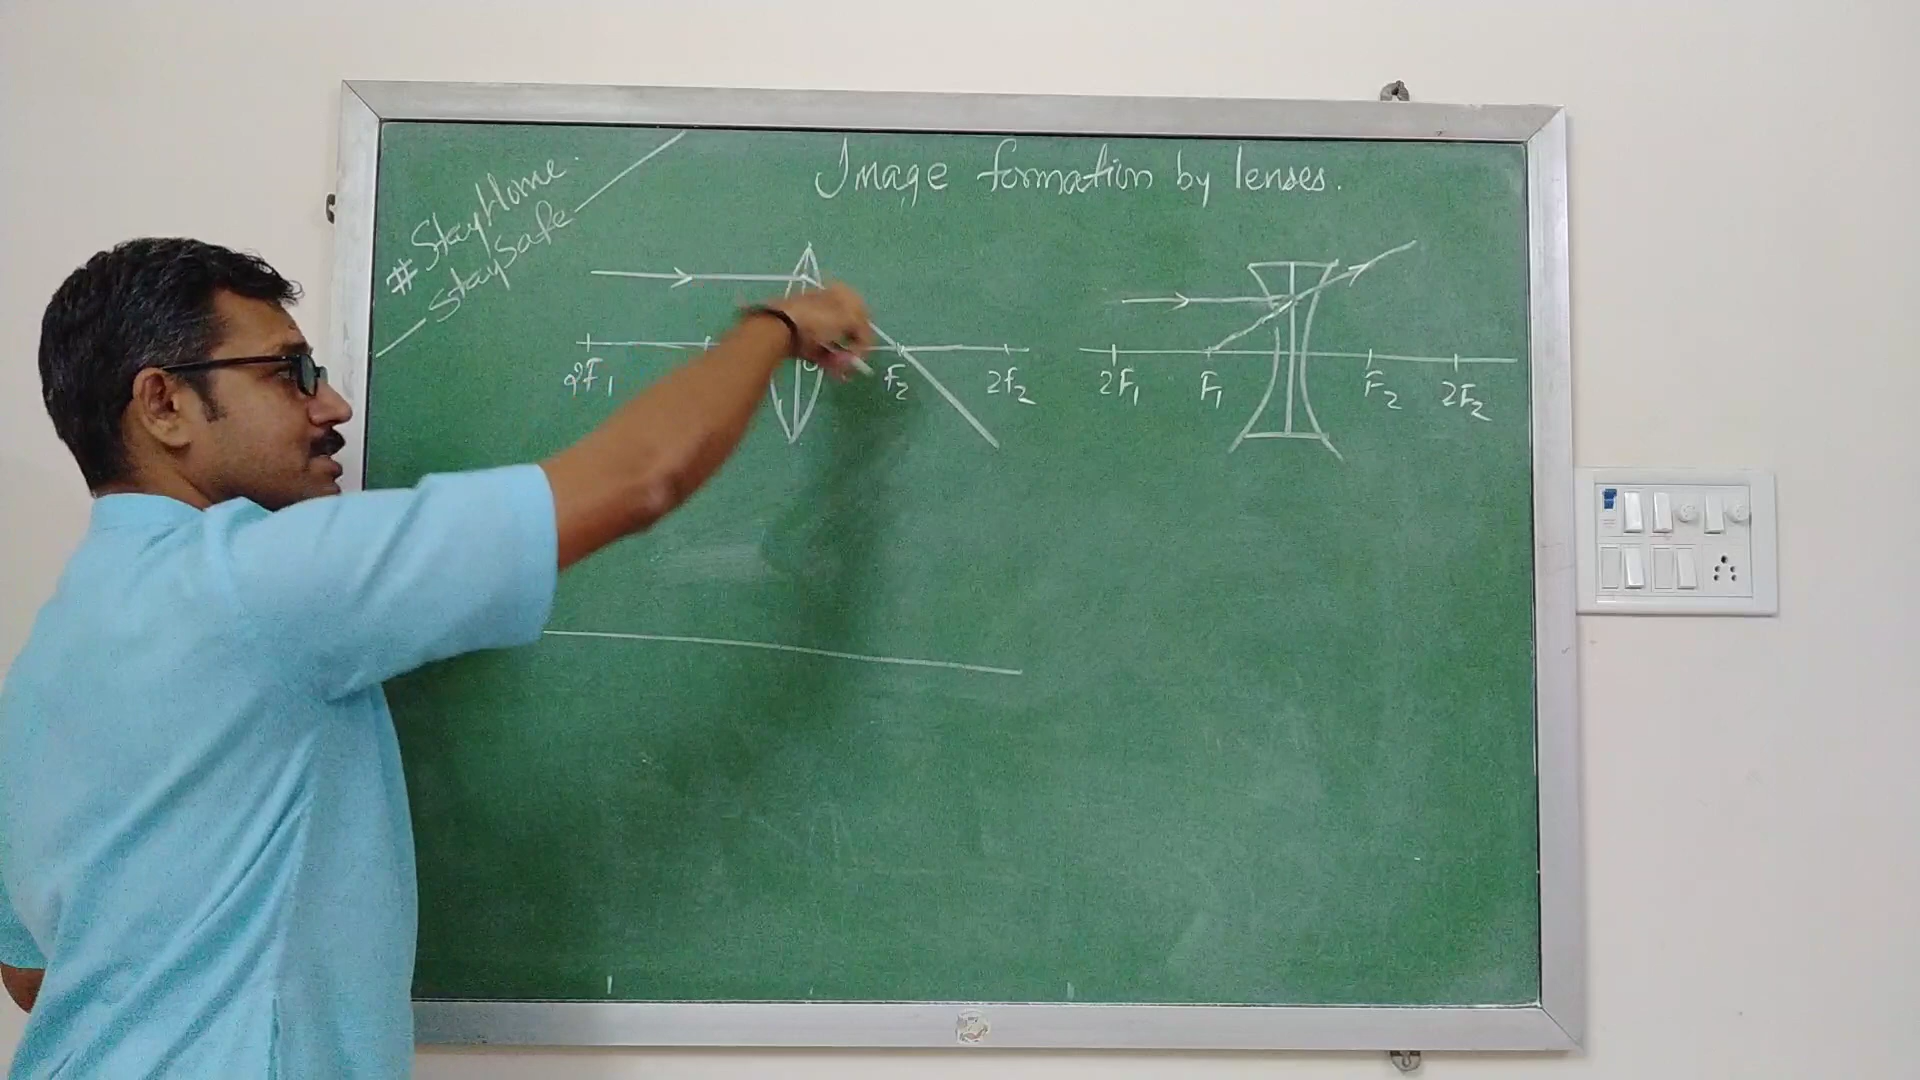 Image formation by lenses.
#StayHome
StaySafe
2F1 F2 2F2
2F1 F1 F2 2F2